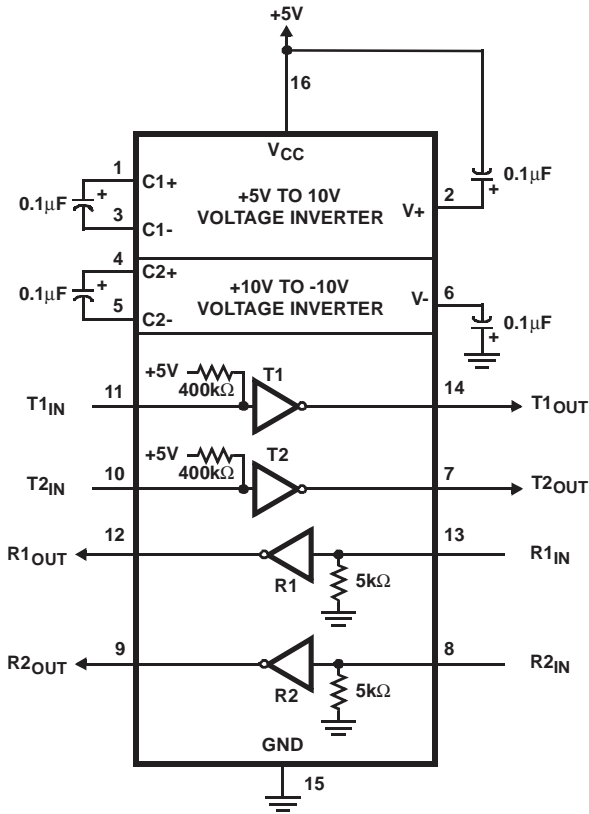 +5V
16
VCC
1
C1+
+
0.1µF
3
C1-
+5V TO 10V
VOLTAGE INVERTER
V+
2
0.1µF
+
4
C2+
+
0.1µF
5
C2-
+10V TO -10V
VOLTAGE INVERTER
V-
6
0.1µF
+
T1IN
11
+5V
400kΩ
T1
14
T1OUT
T2IN
10
+5V
400kΩ
T2
7
T2OUT
R1OUT
12
R1
5kΩ
13
R1IN
R2OUT
9
R2
5kΩ
8
R2IN
GND
15